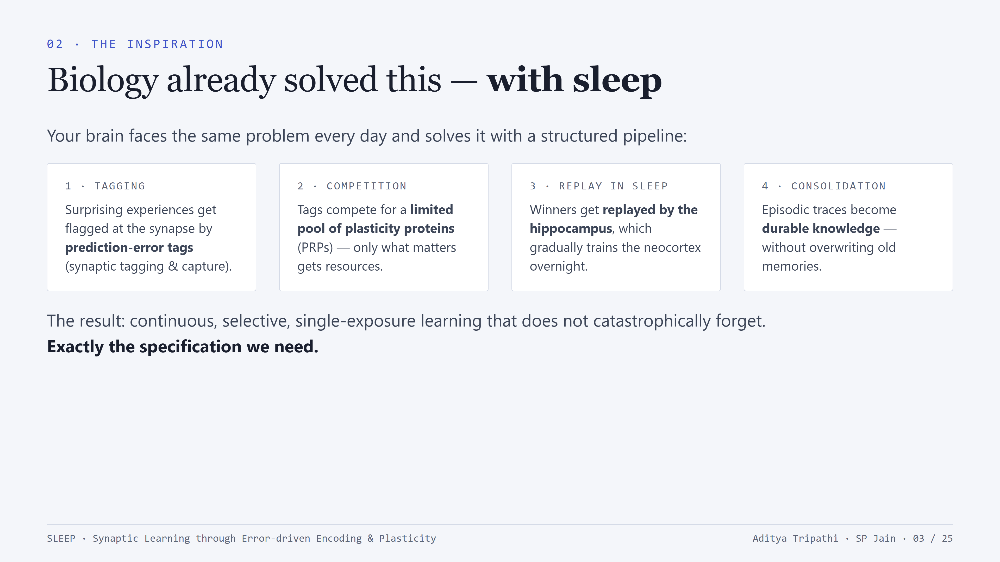 02 · THE INSPIRATION
Biology already solved this — with sleep
Your brain faces the same problem every day and solves it with a structured pipeline:
1 · TAGGING
Surprising experiences get
flagged at the synapse by
prediction-error tags
(synaptic tagging & capture).
2 · COMPETITION
Tags compete for a limited
pool of plasticity proteins
(PRPs) — only what matters
gets resources.
3 · REPLAY IN SLEEP
Winners get replayed by the
hippocampus, which
gradually trains the neocortex
overnight.
4 · CONSOLIDATION
Episodic traces become
durable knowledge —
without overwriting old
memories.
The result: continuous, selective, single-exposure learning that does not catastrophically forget.
Exactly the specification we need.
SLEEP · Synaptic Learning through Error-driven Encoding & Plasticity
Aditya Tripathi · SP Jain · 03 / 25